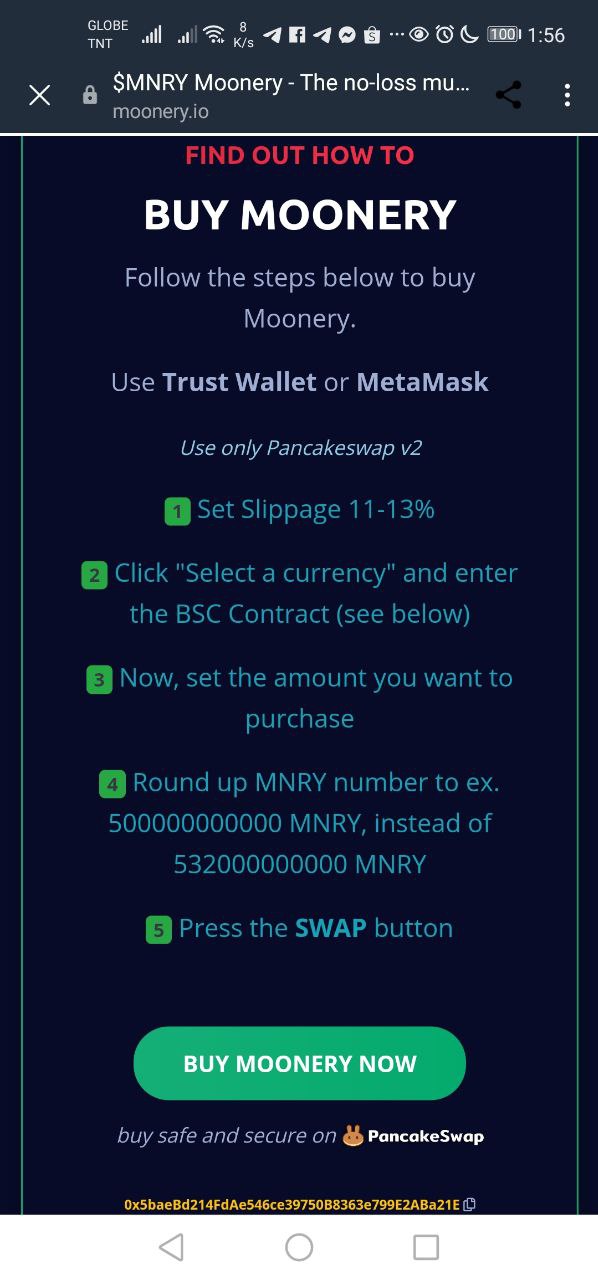 GLOBE
TNT
8
K/s
100
1:56
$MNRY Moonery - The no-loss mu...
moonery.io
FIND OUT HOW TO
BUY MOONERY
Follow the steps below to buy
Moonery.
Use Trust Wallet or MetaMask
Use only Pancakeswap v2
1 Set Slippage 11-13%
2 Click "Select a currency" and enter
the BSC Contract (see below)
3 Now, set the amount you want to
purchase
4 Round up MNRY number to ex.
500000000000 MNRY, instead of
532000000000 MNRY
5 Press the SWAP button
BUY MOONERY NOW
buy safe and secure on PancakeSwap
0x5baeBd214FdAe546ce39750B8363e799E2ABa21E